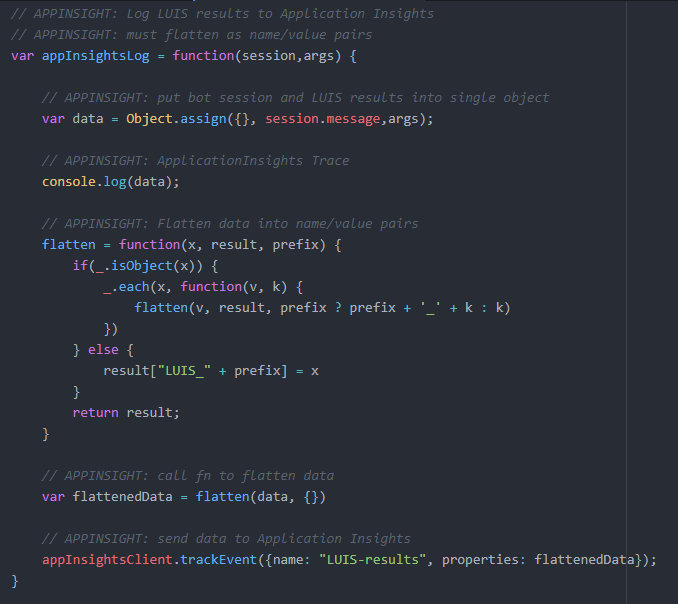 // APPINSIGHT: Log LUIS results to Application Insights
// APPINSIGHT: must flatten as name/value pairs
var appInsightsLog = function(session,args) {
// APPINSIGHT: put bot session and LUIS results into single object
var data = Object.assign({}, session.message,args);
// APPINSIGHT: ApplicationInsights Trace
console.log(data);
// APPINSIGHT: Flatten data into name/value pairs
flatten = function(x, result, prefix) {
if(_.isObject(x)) {
_.each(x, function(v, k) {
flatten(v, result, prefix ? prefix + '_' + k : k)
})
} else {
result["LUIS_" + prefix] = x
}
return result;
}
// APPINSIGHT: call fn to flatten data
var flattenedData = flatten(data, {})
// APPINSIGHT: send data to Application Insights
appInsightsClient.trackEvent({name: "LUIS-results", properties: flattenedData});
}